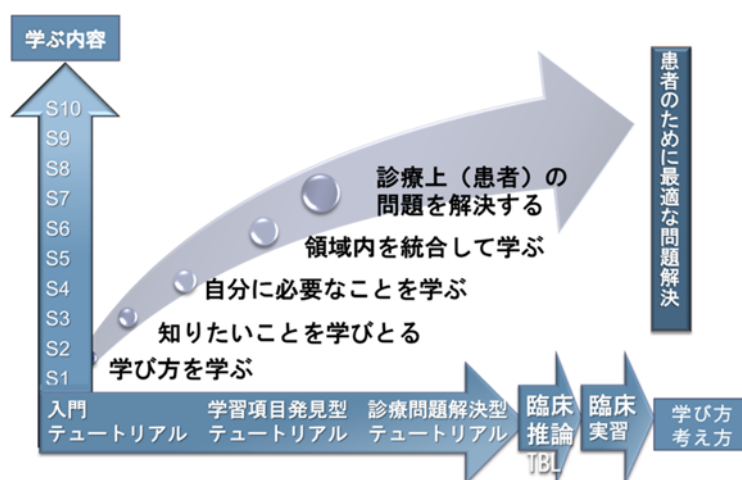 学ぶ内容
S10
S9
S8
S7
S6
S5
S4
S3
S2
S1
診療上（患者）の
問題を解決する
領域内を統合して学ぶ
自分に必要なことを学ぶ
知りたいことを学びとる
学び方を学ぶ
患者のために最適な問題解決
入門
テュートリアル
学習項目発見型
テュートリアル
診療問題解決型
テュートリアル
臨床
推論
TBL
臨床
実習
学び方
考え方